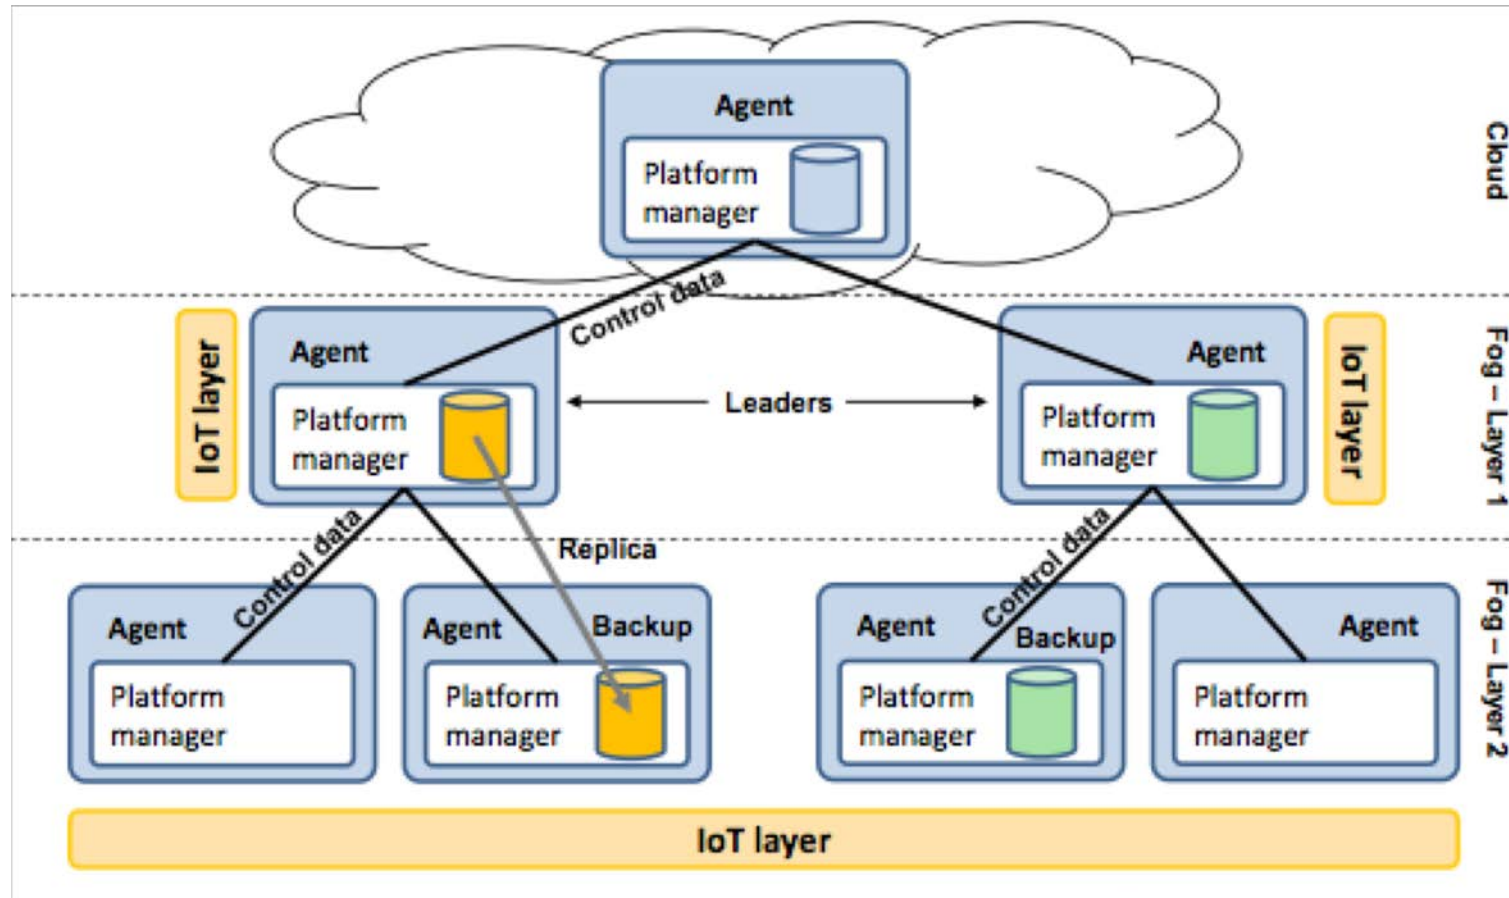 Agent
Platform
manager
Cloud
Control data
IoT layer
Agent
Platform
manager
Leaders
Agent
Platform
manager
IoT layer
Fog – Layer 1
Control data
Replica
Control data
Agent
Platform
manager
Agent
Backup
Platform
manager
Agent
Backup
Platform
manager
Agent
Platform
manager
Fog – Layer 2
IoT layer